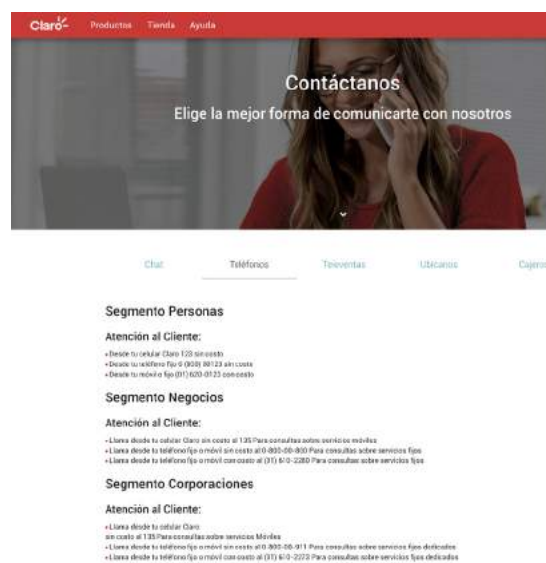 Claro
Productos Tienda Ayuda
Contáctanos
Elige la mejor forma de comunicarte con nosotros
Chat Teléfonos Televentas Ubícanos Cajeros
Segmento Personas
Atención al Cliente:
• Desde tu celular Claro 123 sin costo
• Desde tu teléfono fijo 0 (800) 00123 sin costo
• Desde tu móvil o fijo (01) 620-0123 con costo
Segmento Negocios
Atención al Cliente:
• Llama desde tu celular Claro sin costo al 135 Para consultas sobre servicios móviles
• Llama desde tu teléfono fijo o móvil sin costo al 0-800-00-800 Para consultas sobre servicios fijos
• Llama desde tu teléfono fijo o móvil con costo al (01) 610-2280 Para consultas sobre servicios fijos
Segmento Corporaciones
Atención al Cliente:
• Llama desde tu celular Claro
sin costo al 135 Para consultas sobre servicios Móviles
• Llama desde tu teléfono fijo o móvil sin costo al 0-800-00-911 Para consultas sobre servicios fijos dedicados
• Llama desde tu teléfono fijo o móvil con costo al (01) 610-2273 Para consultas sobre servicios fijos dedicados